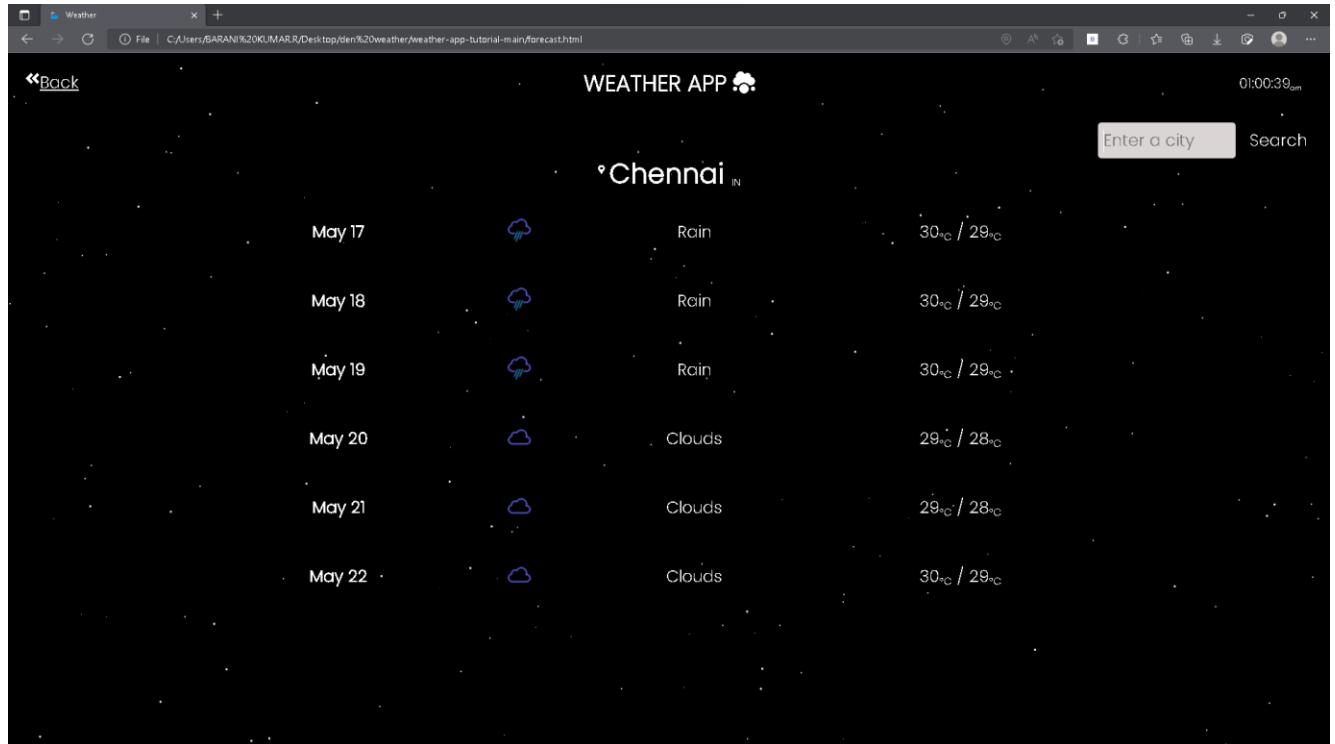 Weather
File | C:/Users/BARANI%20KUMAR.R/Desktop/den%20weather/weather-app-tutorial-main/forecast.html
Back
WEATHER APP
01:00:39am
Enter a city
Search
Chennai IN
May 17 Rain 30°C / 29°C
May 18 Rain 30°C / 29°C
May 19 Rain 30°C / 29°C
May 20 Clouds 29°C / 28°C
May 21 Clouds 29°C / 28°C
May 22 Clouds 30°C / 29°C